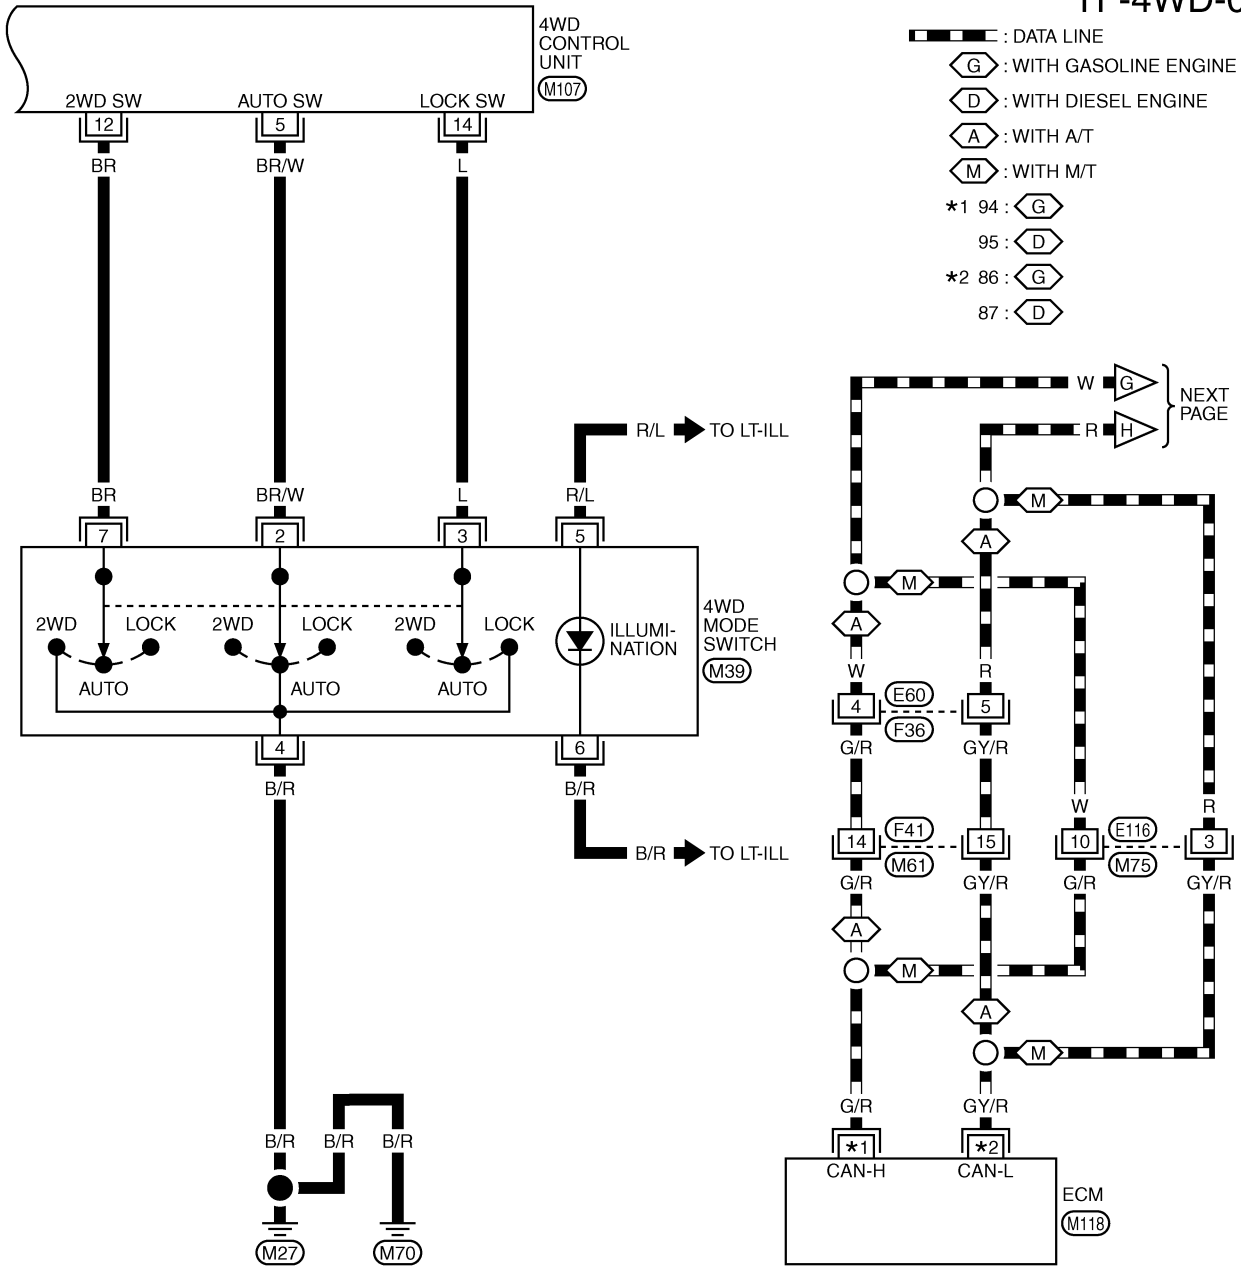 4WD
CONTROL
UNIT
M107
2WD SW
AUTO SW
LOCK SW
12
5
14
BR
BR/W
L
: DATA LINE
G : WITH GASOLINE ENGINE
D : WITH DIESEL ENGINE
A : WITH A/T
M : WITH M/T
*1 94 : G
95 : D
*2 86 : G
87 : D
W G
R H
NEXT
PAGE
R/L TO LT-ILL
BR
BR/W
L
R/L
7
2
3
5
2WD LOCK
AUTO
2WD LOCK
AUTO
2WD LOCK
AUTO
ILLUMI-
NATION
4WD
MODE
SWITCH
M39
4
6
B/R
B/R
B/R TO LT-ILL
M
A
M
A
W
R
4
E60
F36
5
G/R
GY/R
W
R
14
F41
M61
15
10
E116
M75
3
G/R
GY/R
G/R
GY/R
A
M
A
M
G/R
GY/R
*1
*2
CAN-H
CAN-L
ECM
M118
B/R
B/R
B/R
M27
M70